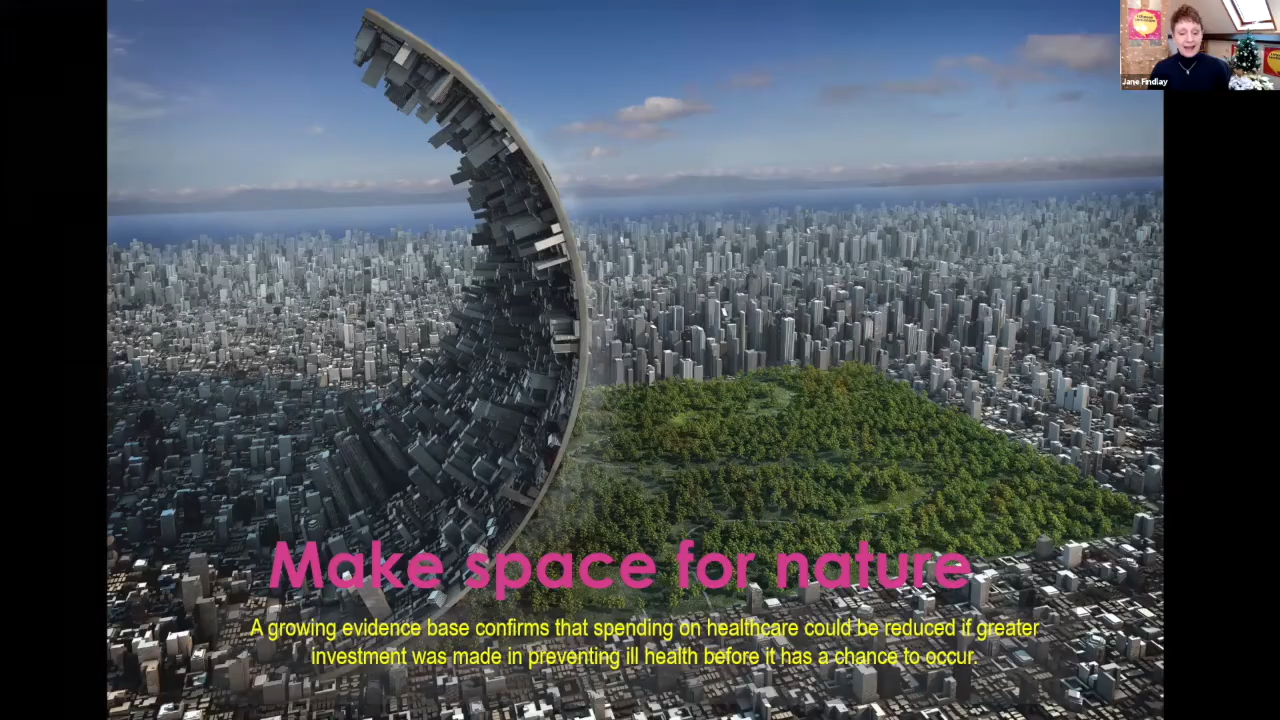 Jane Findlay
Make space for nature
A growing evidence base confirms that spending on healthcare could be reduced if greater
investment was made in preventing ill health before it has a chance to occur.